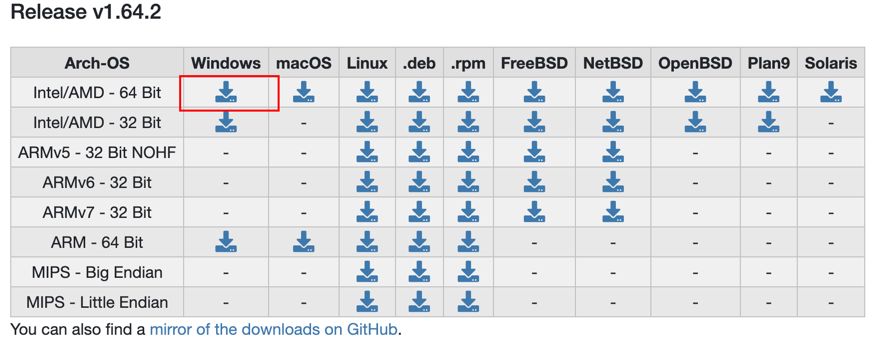 Release v1.64.2
Arch-OS Windows macOS Linux .deb .rpm FreeBSD NetBSD OpenBSD Plan9 Solaris
Intel/AMD - 64 Bit
Intel/AMD - 32 Bit - -
ARMv5 - 32 Bit NOHF - - - - -
ARMv6 - 32 Bit - - - - -
ARMv7 - 32 Bit - - - - -
ARM - 64 Bit - - - - -
MIPS - Big Endian - - - - - - -
MIPS - Little Endian - - - - - - -
You can also find a mirror of the downloads on GitHub.